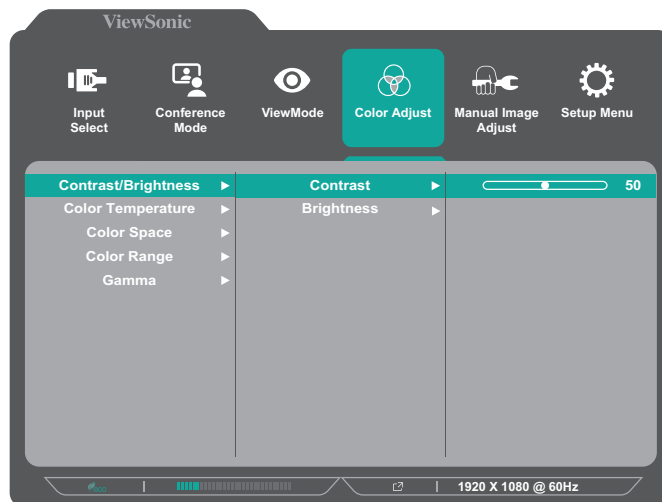 ViewSonic
Input
Select
Conference
Mode
ViewMode
Color Adjust
Manual Image
Adjust
Setup Menu
Contrast/Brightness
Contrast
50
Color Temperature
Brightness
Color Space
Color Range
Gamma
eco
1920 X 1080 @ 60Hz